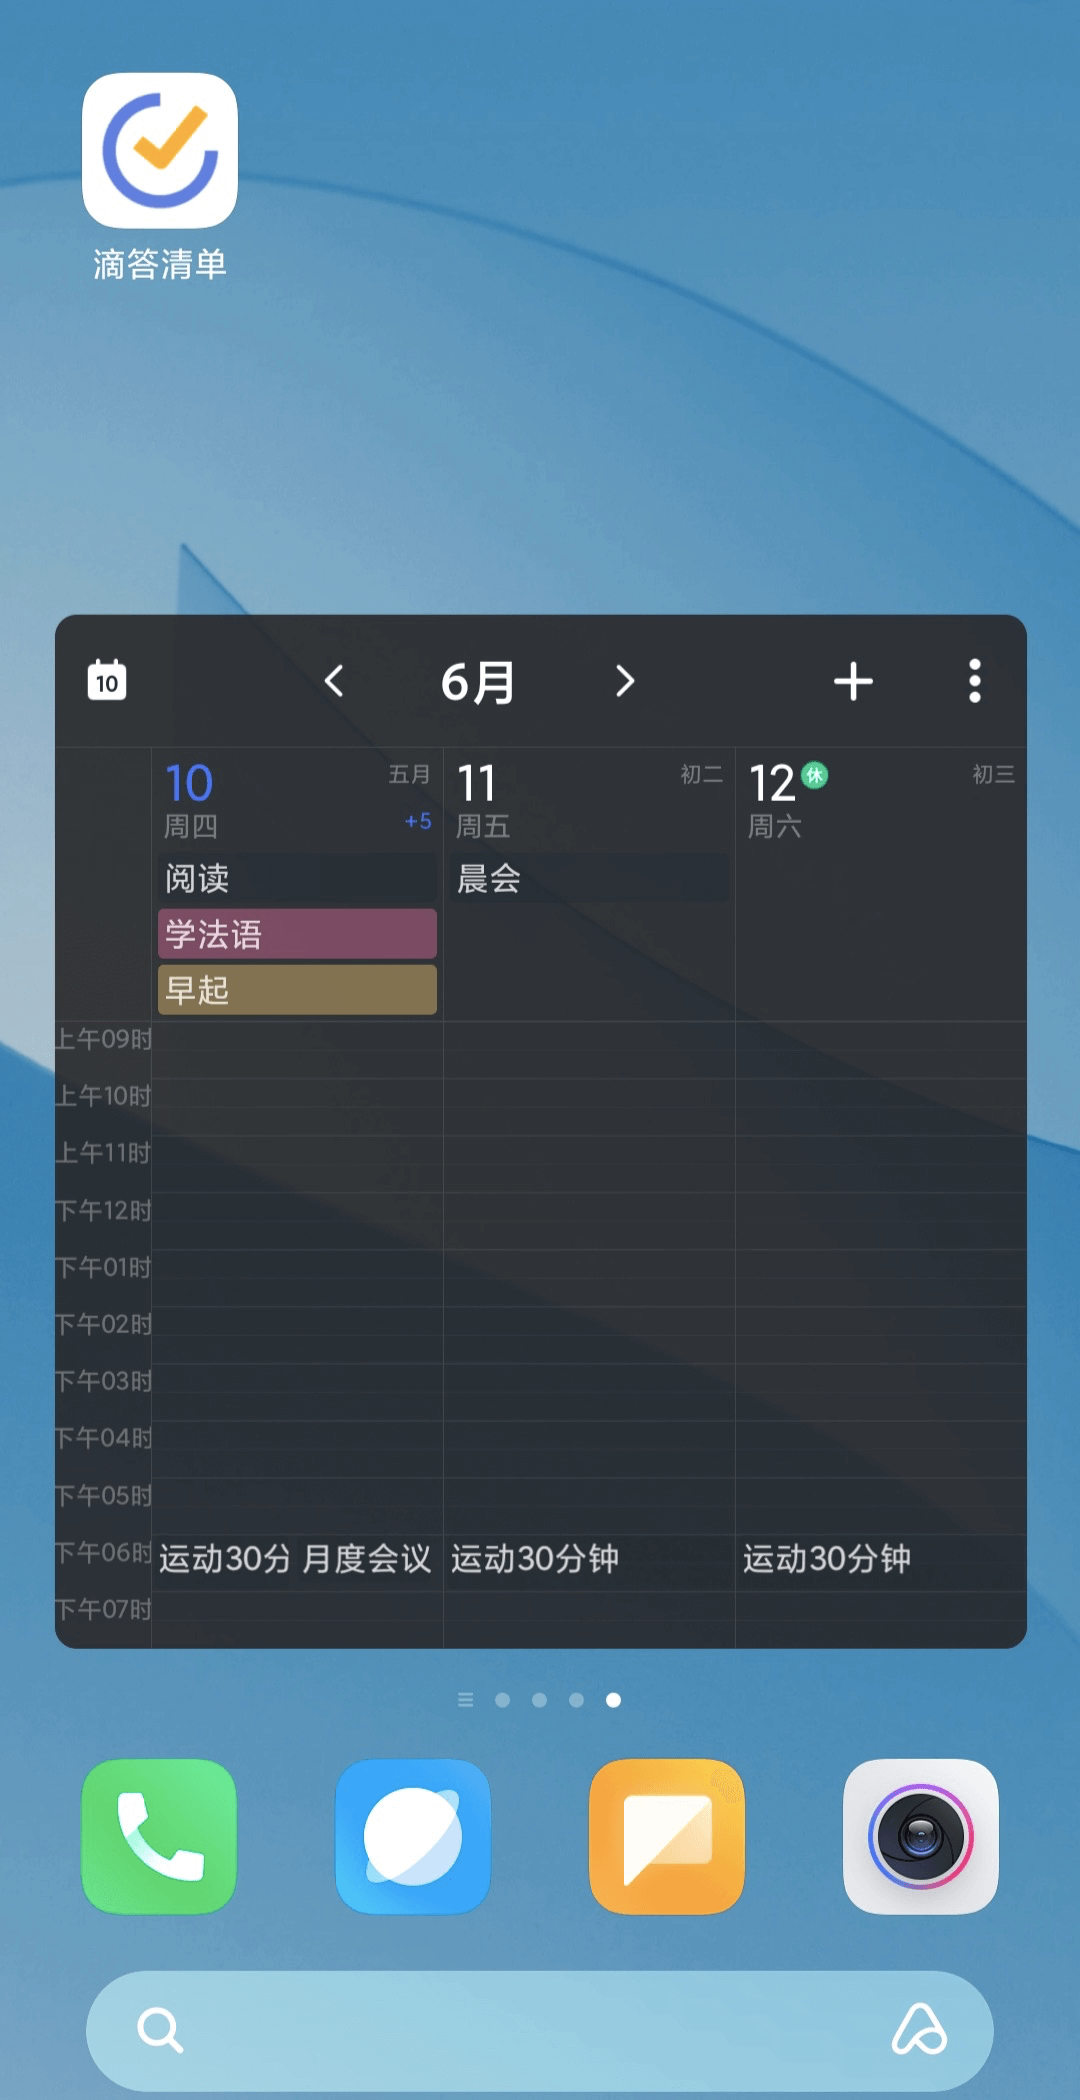 滴答清单
10
6月
10
五月
周四
+5
11
初二
周五
12
休
初三
周六
阅读
晨会
学法语
早起
上午09时
上午10时
上午11时
下午12时
下午01时
下午02时
下午03时
下午04时
下午05时
下午06时
运动30分 月度会议
运动30分钟
运动30分钟
下午07时